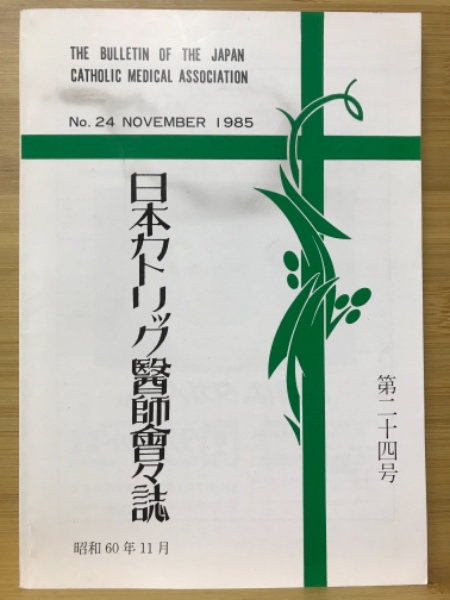 THE BULLETIN OF THE JAPAN
CATHOLIC MEDICAL ASSOCIATION
No. 24 NOVEMBER 1985
日本カトリック醫師會々誌
第二十四号
昭和60年11月